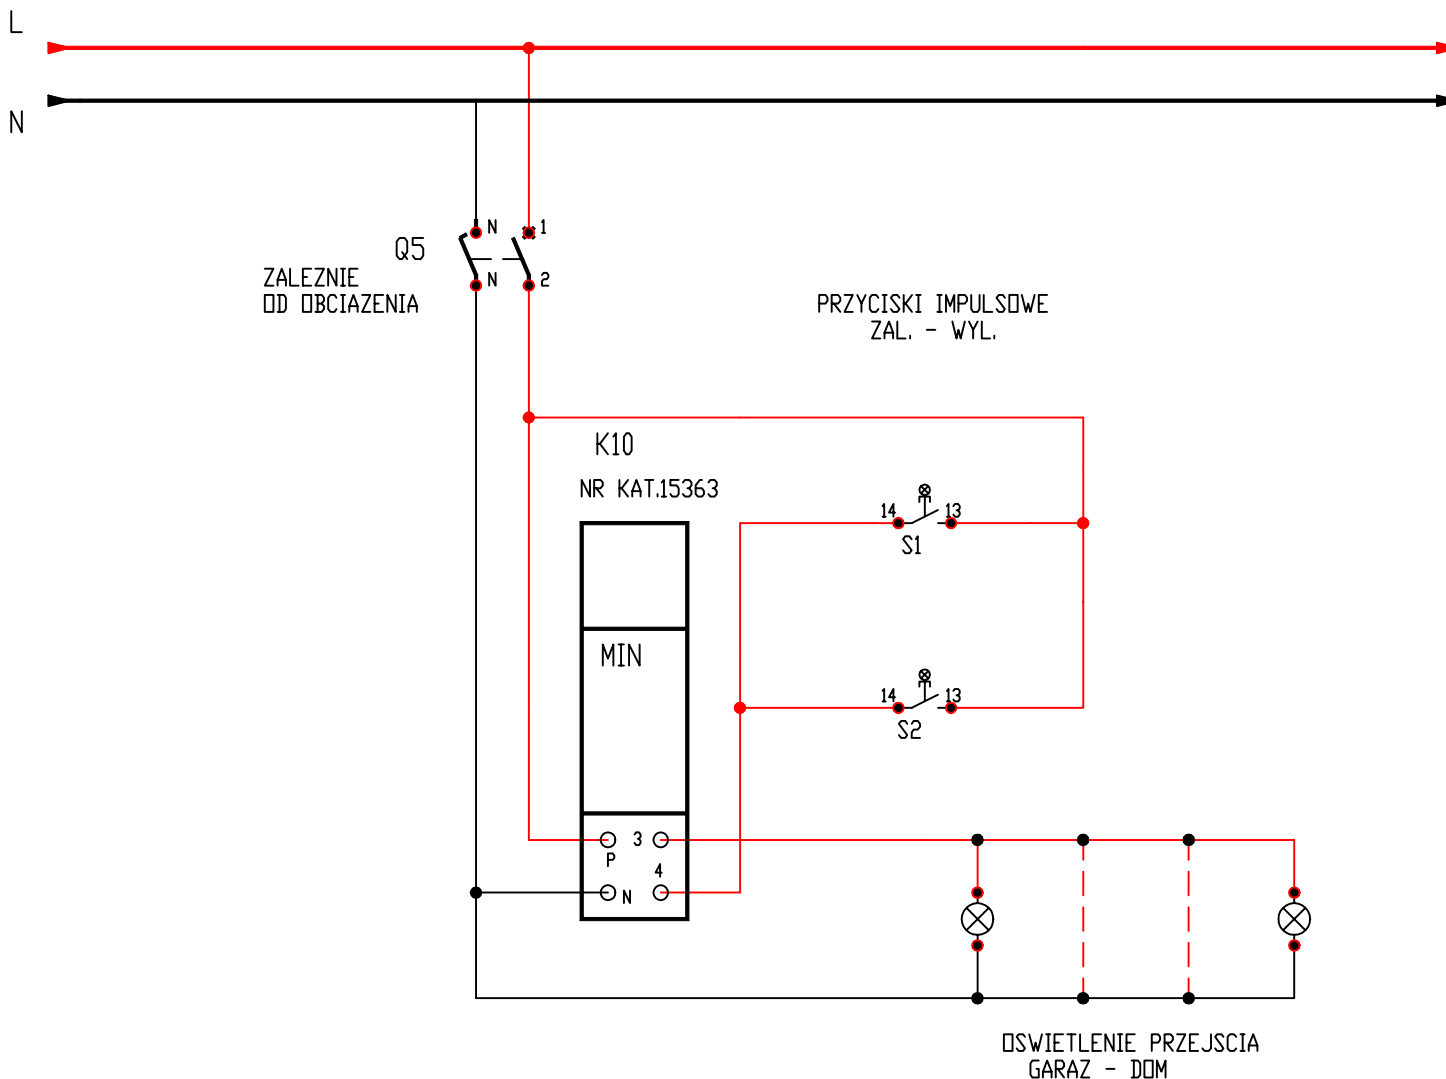 L
N
N 1
Q5
N 2
ZALEZNIE
OD OBCIAZENIA
PRZYCISKI IMPULSOWE
ZAL. - WYL.
K10
NR KAT.15363
14 13
S1
MIN
14 13
S2
3
P
4
N
OSWIETLENIE PRZEJSCIA
GARAZ - DOM